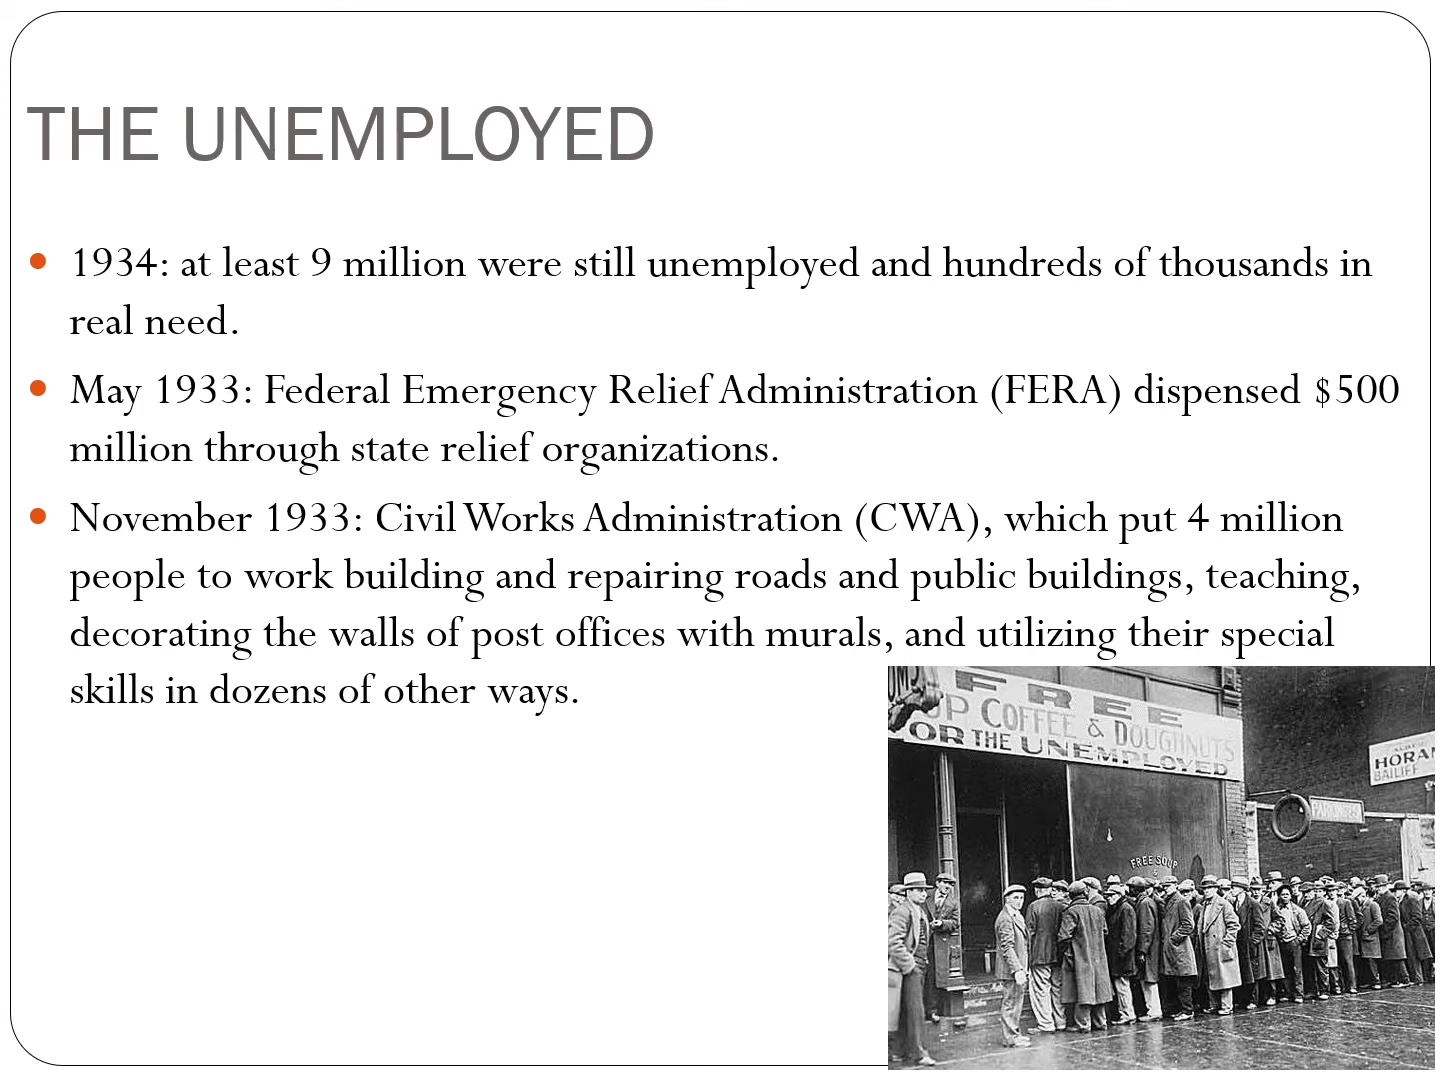 THE UNEMPLOYED
1934: at least 9 million were still unemployed and hundreds of thousands in
real need.
May 1933: Federal Emergency Relief Administration (FERA) dispensed $500
million through state relief organizations.
November 1933: Civil Works Administration (CWA), which put 4 million
people to work building and repairing roads and public buildings, teaching,
decorating the walls of post offices with murals, and utilizing their special
skills in dozens of other ways.
FREE
UP COFFEE & DOUGHNUTS
OR THE UNEMPLOYED
HORAN
BAILIFF
FREE SOUP